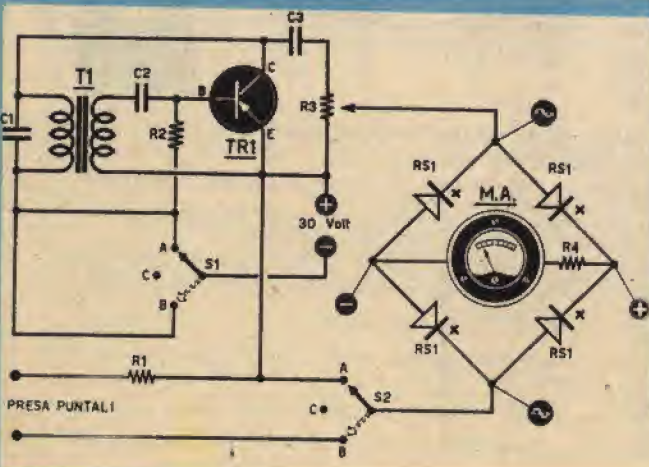 C3
C
T1
C2
C1
B
R3
R2
E
TR1
RS1
RS1
M.A.
+
30 Volt
-
A
R4
C
S1
-
+
B
RS1
RS1
R1
A
PRESA PUNTALI
C
S2
B